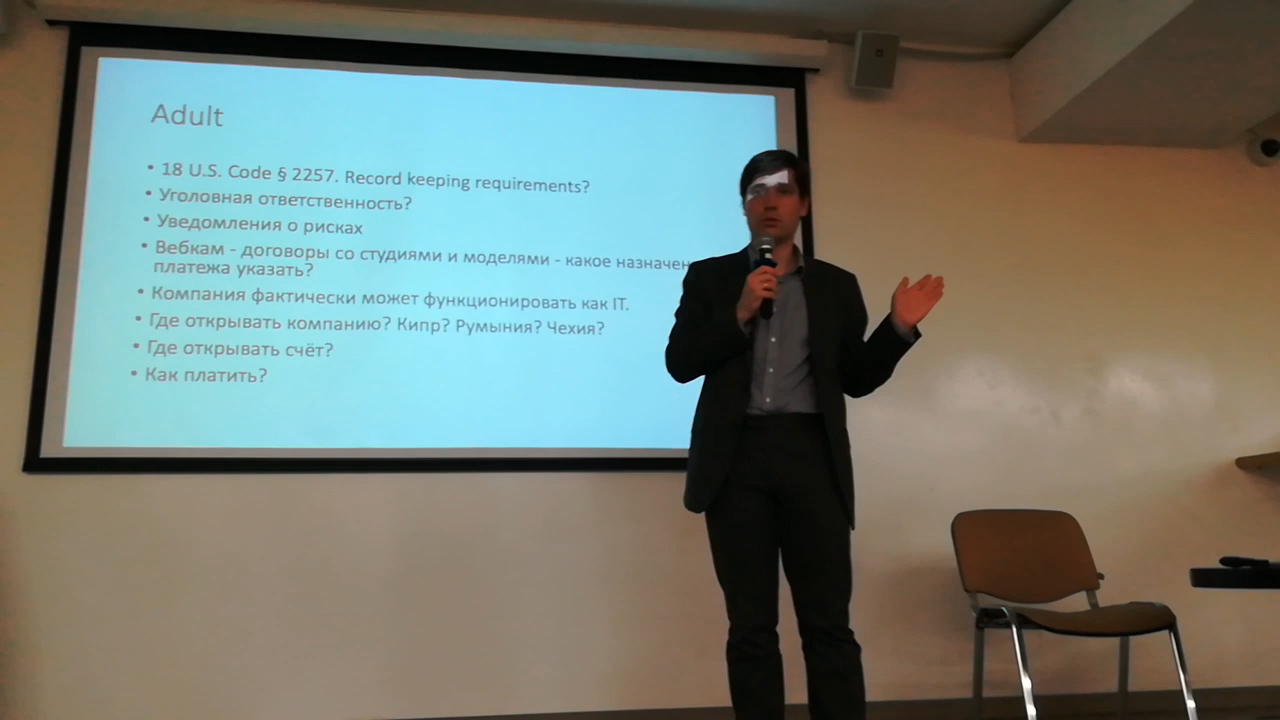 Adult
• 18 U.S. Code § 2257. Record keeping requirements?
• Уголовная ответственность?
• Уведомления о рисках
• Вебкам - договоры со студиями и моделями - какое
платежа указать?
• Компания фактически может функционировать как IT.
• Где открывать компанию? Кипр? Румыния? Чехия?
• Где открывать счёт?
• Как платить?